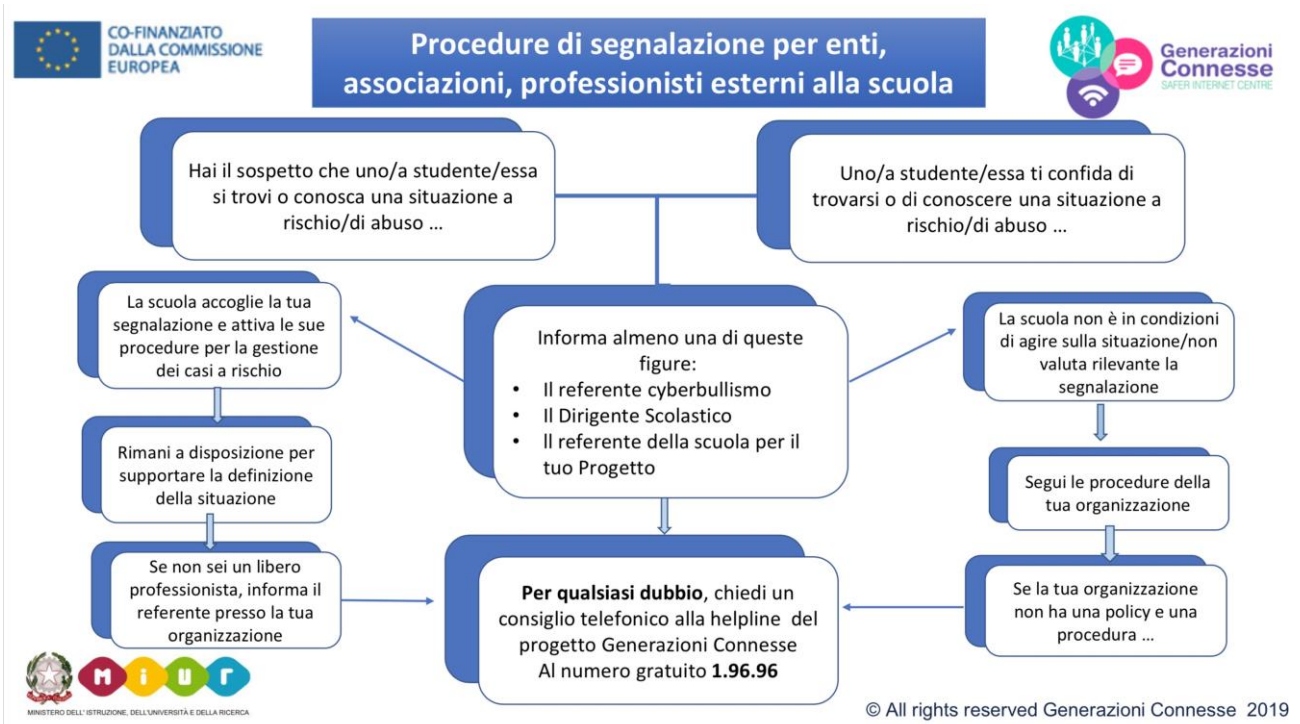 CO-FINANZIATO
DALLA COMMISSIONE
EUROPEA
Procedure di segnalazione per enti,
associazioni, professionisti esterni alla scuola
Generazioni
Connesse
SAFER INTERNET CENTRE
Hai il sospetto che uno/a studente/essa
si trovi o conosca una situazione a
rischio/di abuso ...
Uno/a studente/essa ti confida di
trovarsi o di conoscere una situazione a
rischio/di abuso ...
La scuola accoglie la tua
segnalazione e attiva le sue
procedure per la gestione
dei casi a rischio
Informa almeno una di queste
figure:
• Il referente cyberbullismo
• Il Dirigente Scolastico
• Il referente della scuola per il
tuo Progetto
La scuola non è in condizioni
di agire sulla situazione/non
valuta rilevante la
segnalazione
Rimani a disposizione per
supportare la definizione
della situazione
Segui le procedure della
tua organizzazione
Se non sei un libero
professionista, informa il
referente presso la tua
organizzazione
Per qualsiasi dubbio, chiedi un
consiglio telefonico alla helpline del
progetto Generazioni Connesse
Al numero gratuito 1.96.96
Se la tua organizzazione
non ha una policy e una
procedura ...
MIUR
MINISTERO DELL' ISTRUZIONE, DELL'UNIVERSITÀ E DELLA RICERCA
© All rights reserved Generazioni Connesse 2019